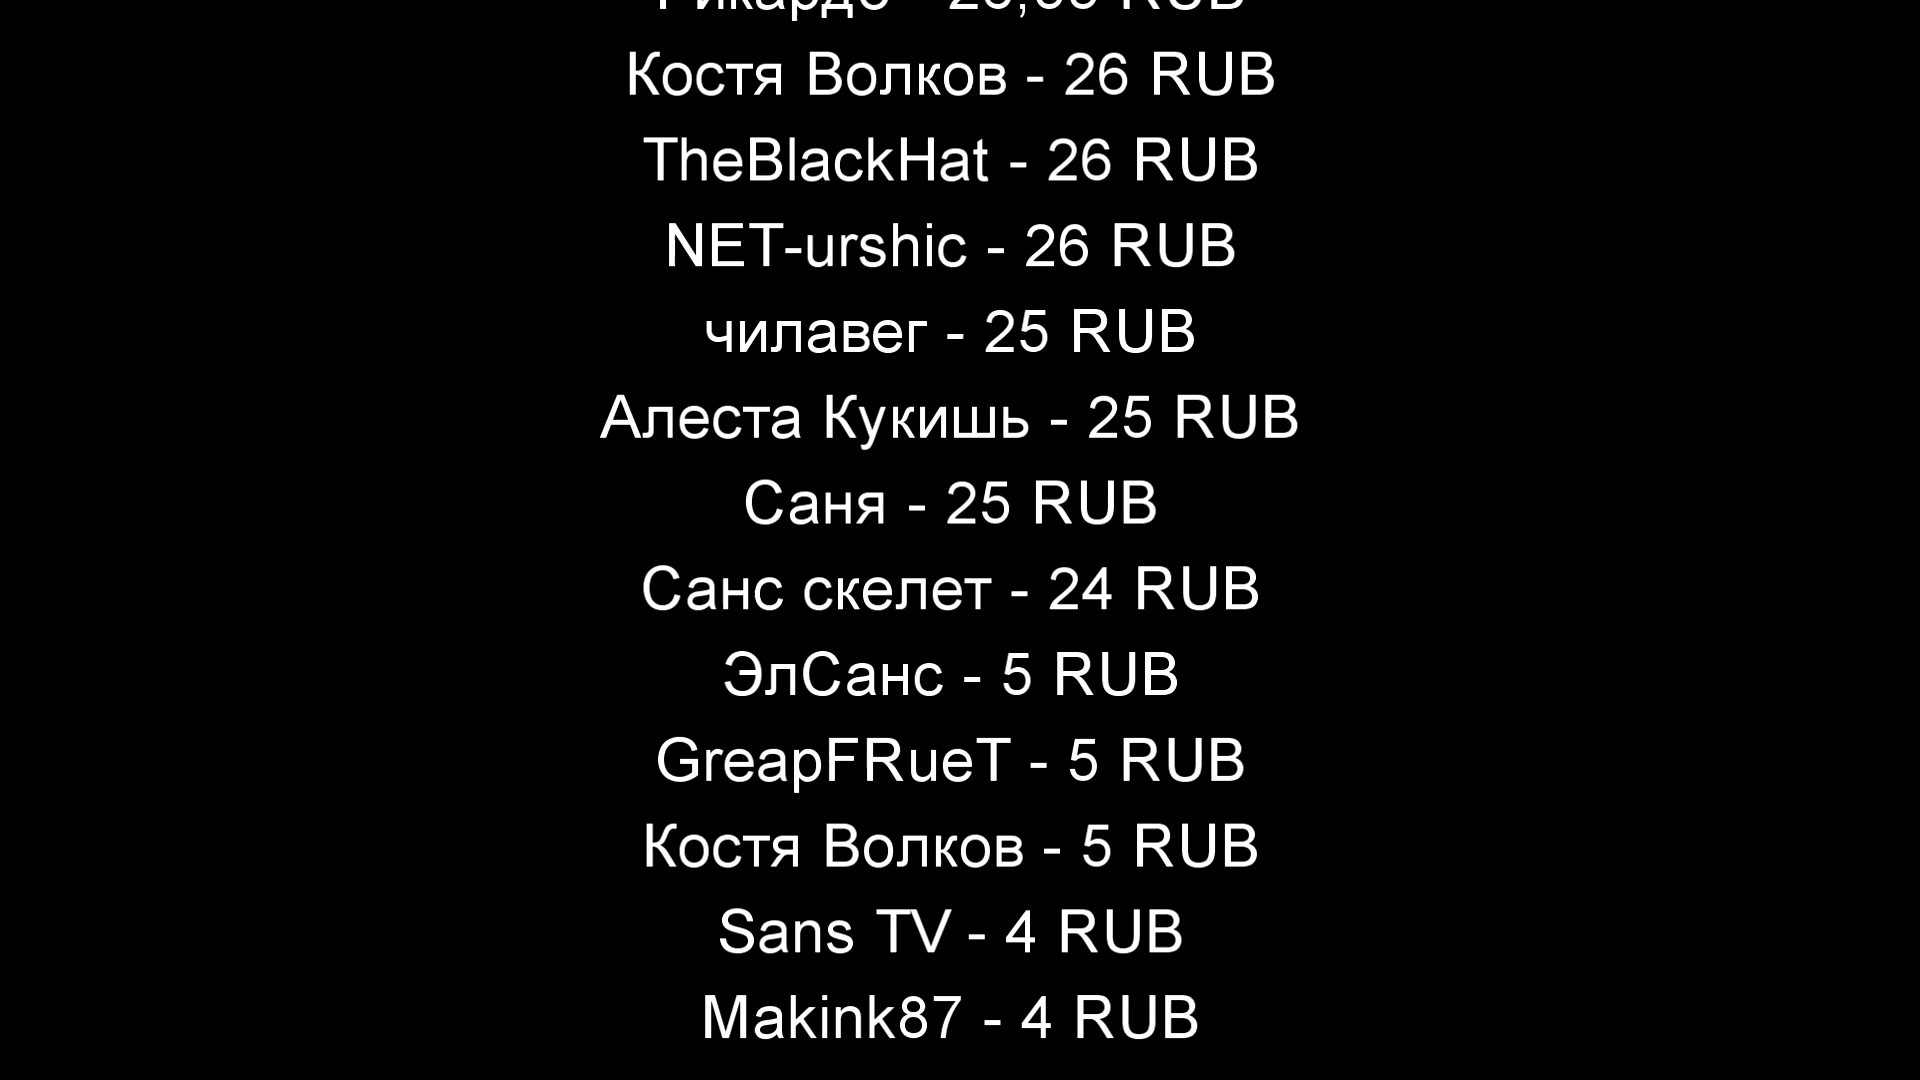 RUB
Костя Волков - 26 RUB
TheBlackHat - 26 RUB
NET-urshic - 26 RUB
чилавег - 25 RUB
Алеста Кукишь - 25 RUB
Саня - 25 RUB
Санс скелет - 24 RUB
ЭлСанс - 5 RUB
GreapFRueT - 5 RUB
Костя Волков - 5 RUB
Sans TV - 4 RUB
Makink87 - 4 RUB